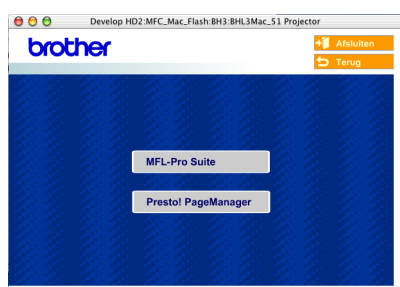 Develop HD2:MFC_Mac_Flash:BH3:BHL3Mac_51 Projector
brother
Afsluiten
Terug
MFL-Pro Suite
Presto! PageManager